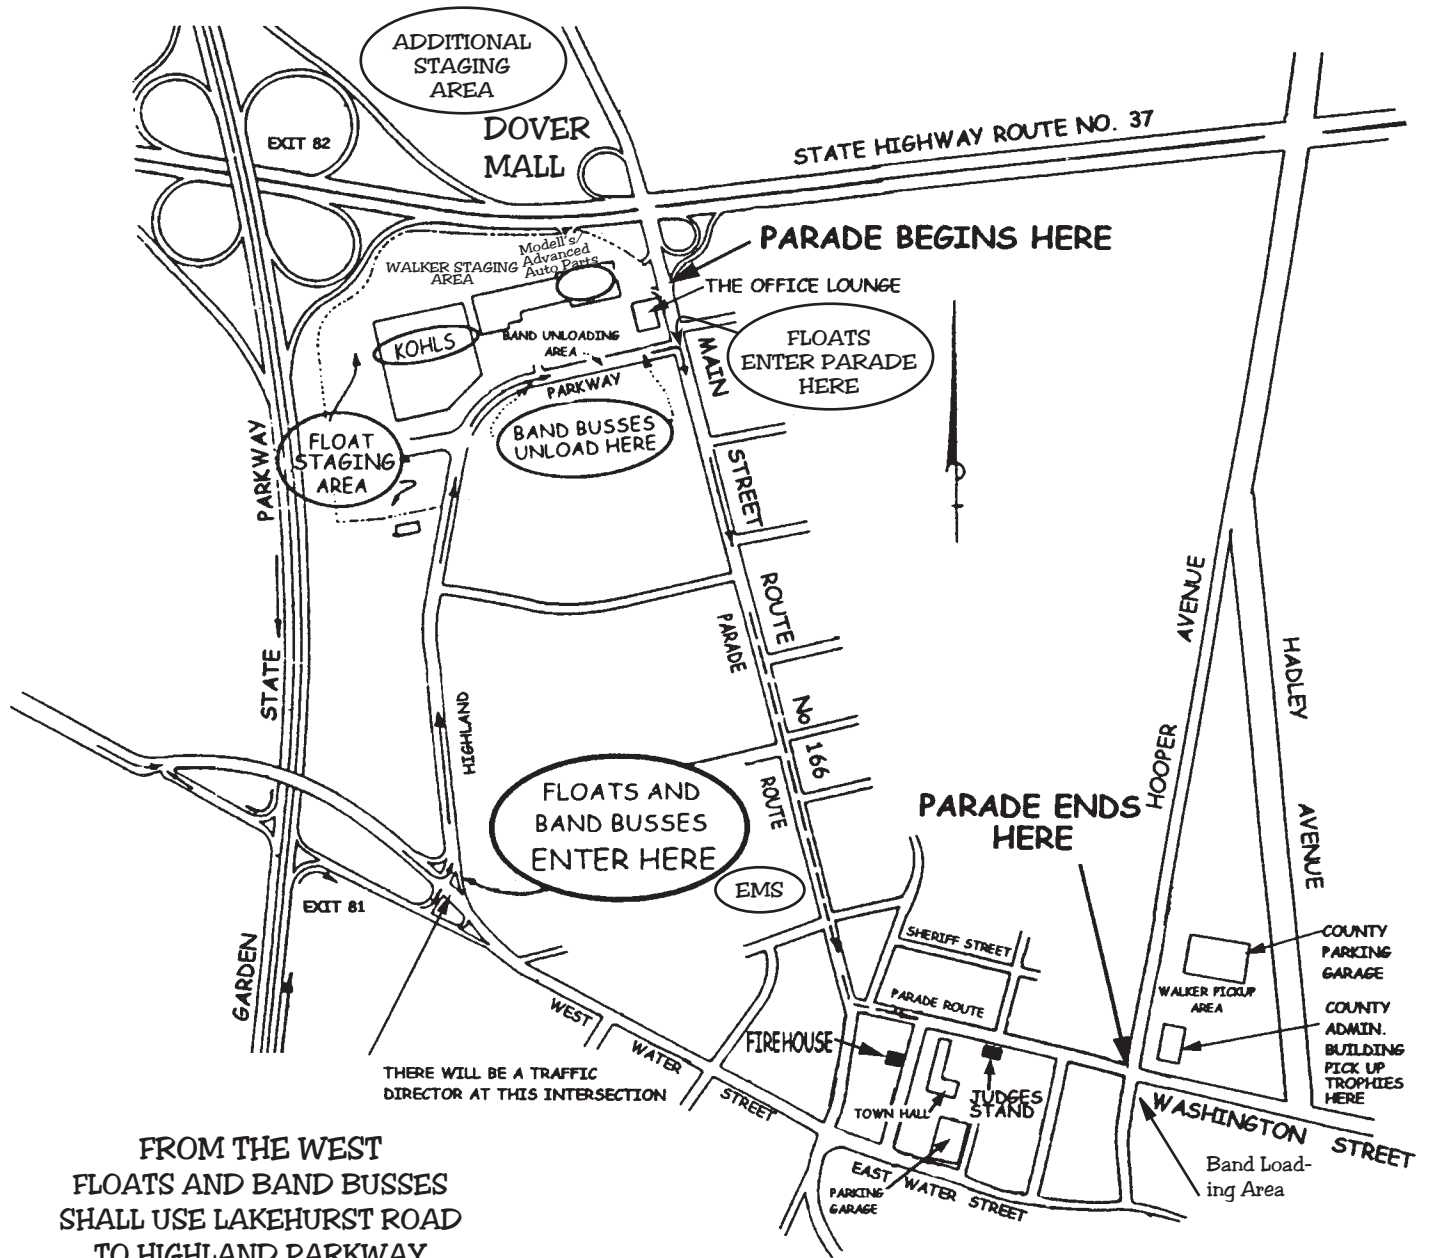 ADDITIONAL
STAGING
AREA
DOVER
MALL
EXIT 82
STATE HIGHWAY ROUTE NO. 37
PARADE BEGINS HERE
Modell's/
Advanced
Auto Parts
WALKER STAGING
AREA
THE OFFICE LOUNGE
KOHLS
BAND UNLOADING
AREA
FLOATS
ENTER PARADE
HERE
MAIN
PARKWAY
BAND BUSSES
UNLOAD HERE
FLOAT
STAGING
AREA
PARKWAY
STREET
ROUTE
PARADE
AVENUE
HADLEY
STATE
HIGHLAND
No 166
ROUTE
HOOPER
FLOATS AND
BAND BUSSES
ENTER HERE
PARADE ENDS
HERE
AVENUE
EMS
EXIT 81
GARDEN
SHERIFF STREET
COUNTY
PARKING
GARAGE
WALKER PICKUP
AREA
PARADE ROUTE
WEST
WATER
STREET
FIREHOUSE
COUNTY
ADMIN.
BUILDING
PICK UP
TROPHIES
HERE
THERE WILL BE A TRAFFIC
DIRECTOR AT THIS INTERSECTION
TOWN HALL
JUDGES
STAND
WASHINGTON STREET
Band Load-
ing Area
EAST WATER STREET
PARKING
GARAGE
FROM THE WEST
FLOATS AND BAND BUSSES
SHALL USE LAKEHURST ROAD
TO HIGHLAND PARKWAY